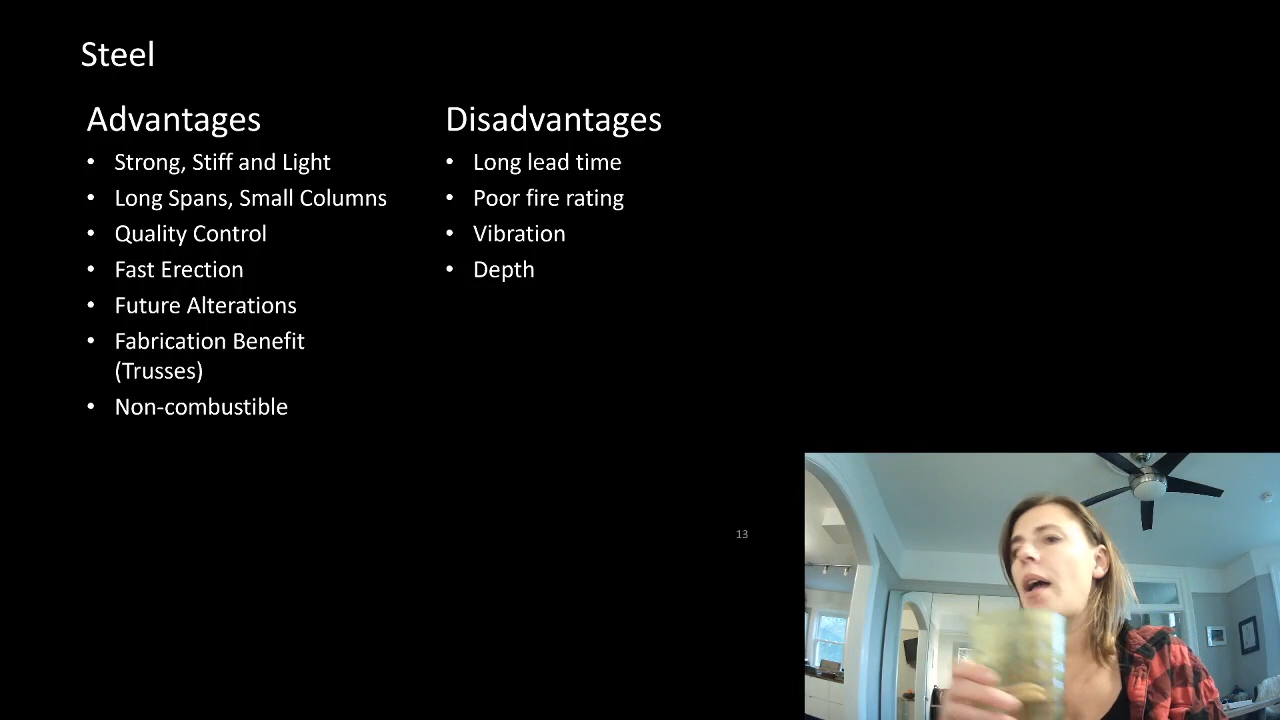 Steel
Advantages
• Strong, Stiff and Light
• Long Spans, Small Columns
• Quality Control
• Fast Erection
• Future Alterations
• Fabrication Benefit
(Trusses)
• Non-combustible
Disadvantages
• Long lead time
• Poor fire rating
• Vibration
• Depth
13